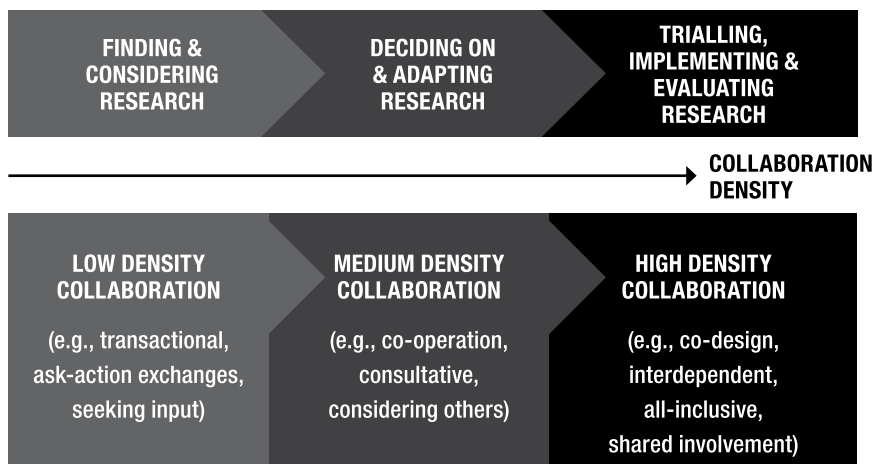 FINDING &
CONSIDERING
RESEARCH
DECIDING ON
& ADAPTING
RESEARCH
TRIALLING,
IMPLEMENTING &
EVALUATING
RESEARCH
COLLABORATION
DENSITY
LOW DENSITY
COLLABORATION
(e.g., transactional,
ask-action exchanges,
seeking input)
MEDIUM DENSITY
COLLABORATION
(e.g., co-operation,
consultative,
considering others)
HIGH DENSITY
COLLABORATION
(e.g., co-design,
interdependent,
all-inclusive,
shared involvement)